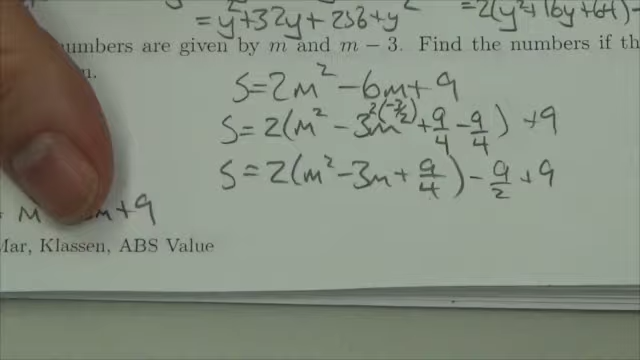 = y² + 32y + 256 + y²
= 2(y² + 16y + 64) -
numbers are given by m and m − 3. Find the numbers if th
S = 2m² − 6m + 9
S = 2(m² − 3m + 9/4 − 9/4) + 9
S = 2(m² − 3m + 9/4) − 9/2 + 9
m + 9
Mar, Klassen, ABS Value